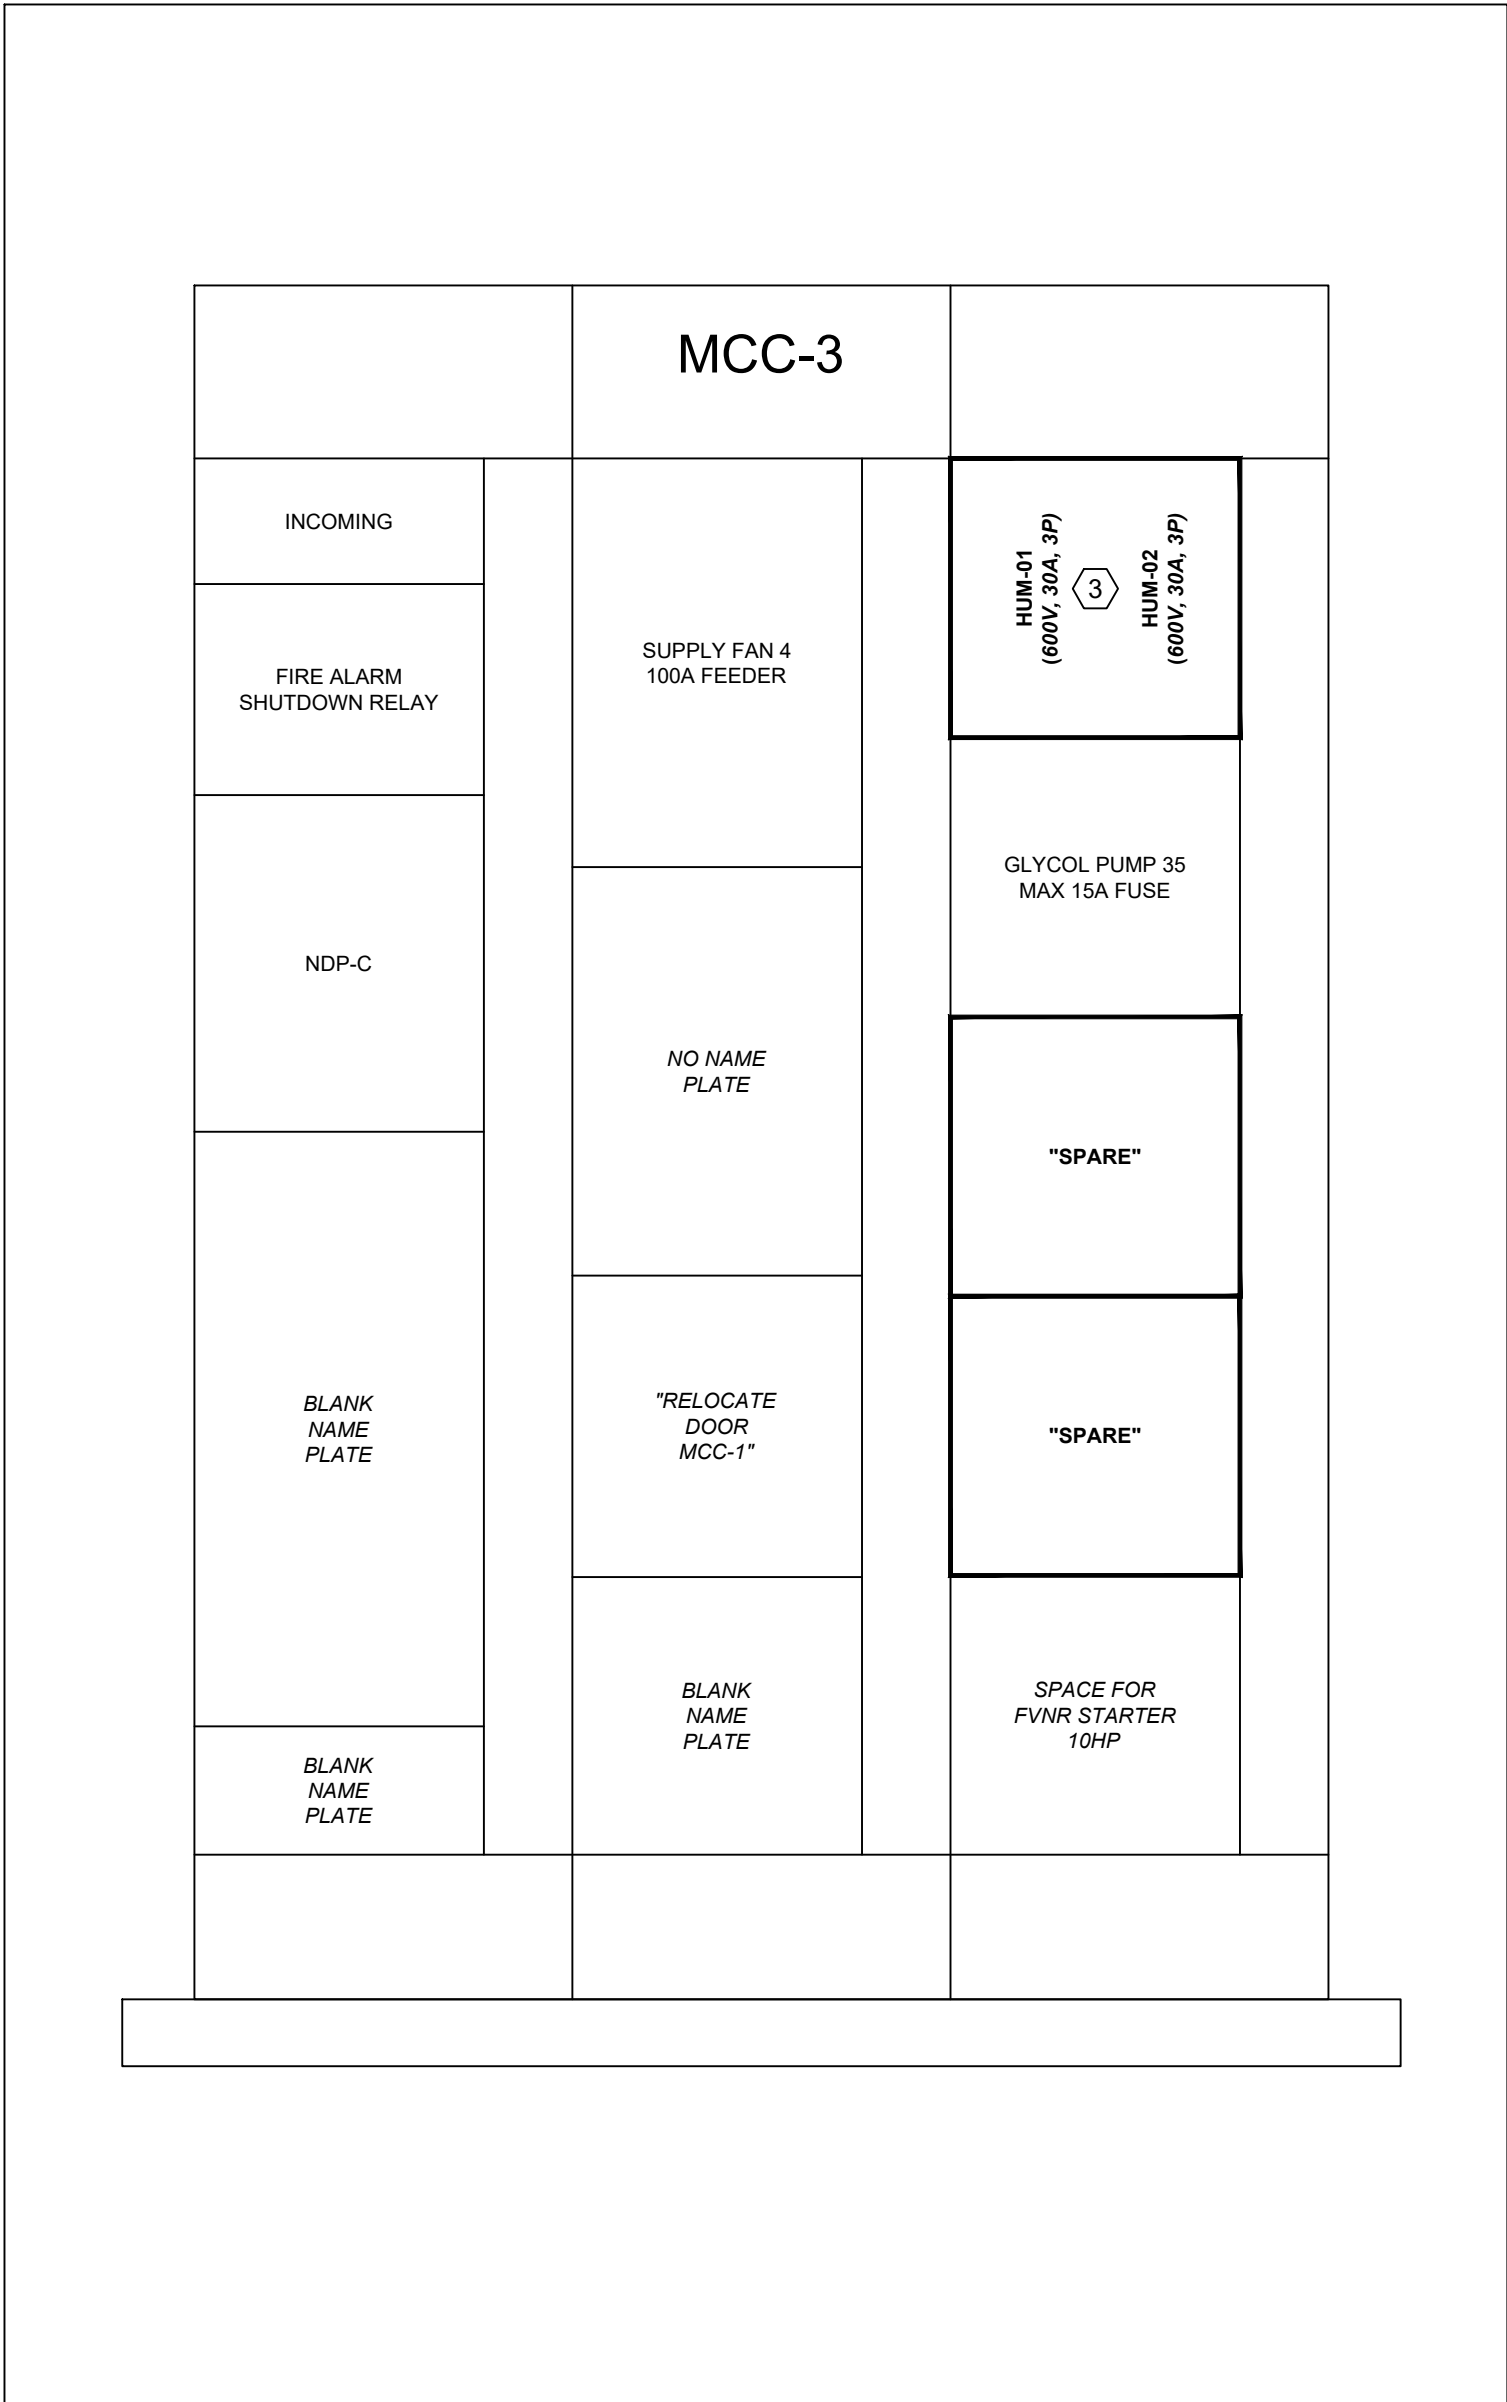 MCC-3
INCOMING
FIRE ALARM
SHUTDOWN RELAY
NDP-C
BLANK
NAME
PLATE
BLANK
NAME
PLATE
SUPPLY FAN 4
100A FEEDER
NO NAME
PLATE
"RELOCATE
DOOR
MCC-1"
BLANK
NAME
PLATE
HUM-01
(600V, 30A, 3P)
3
HUM-02
(600V, 30A, 3P)
GLYCOL PUMP 35
MAX 15A FUSE
"SPARE"
"SPARE"
SPACE FOR
FVNR STARTER
10HP